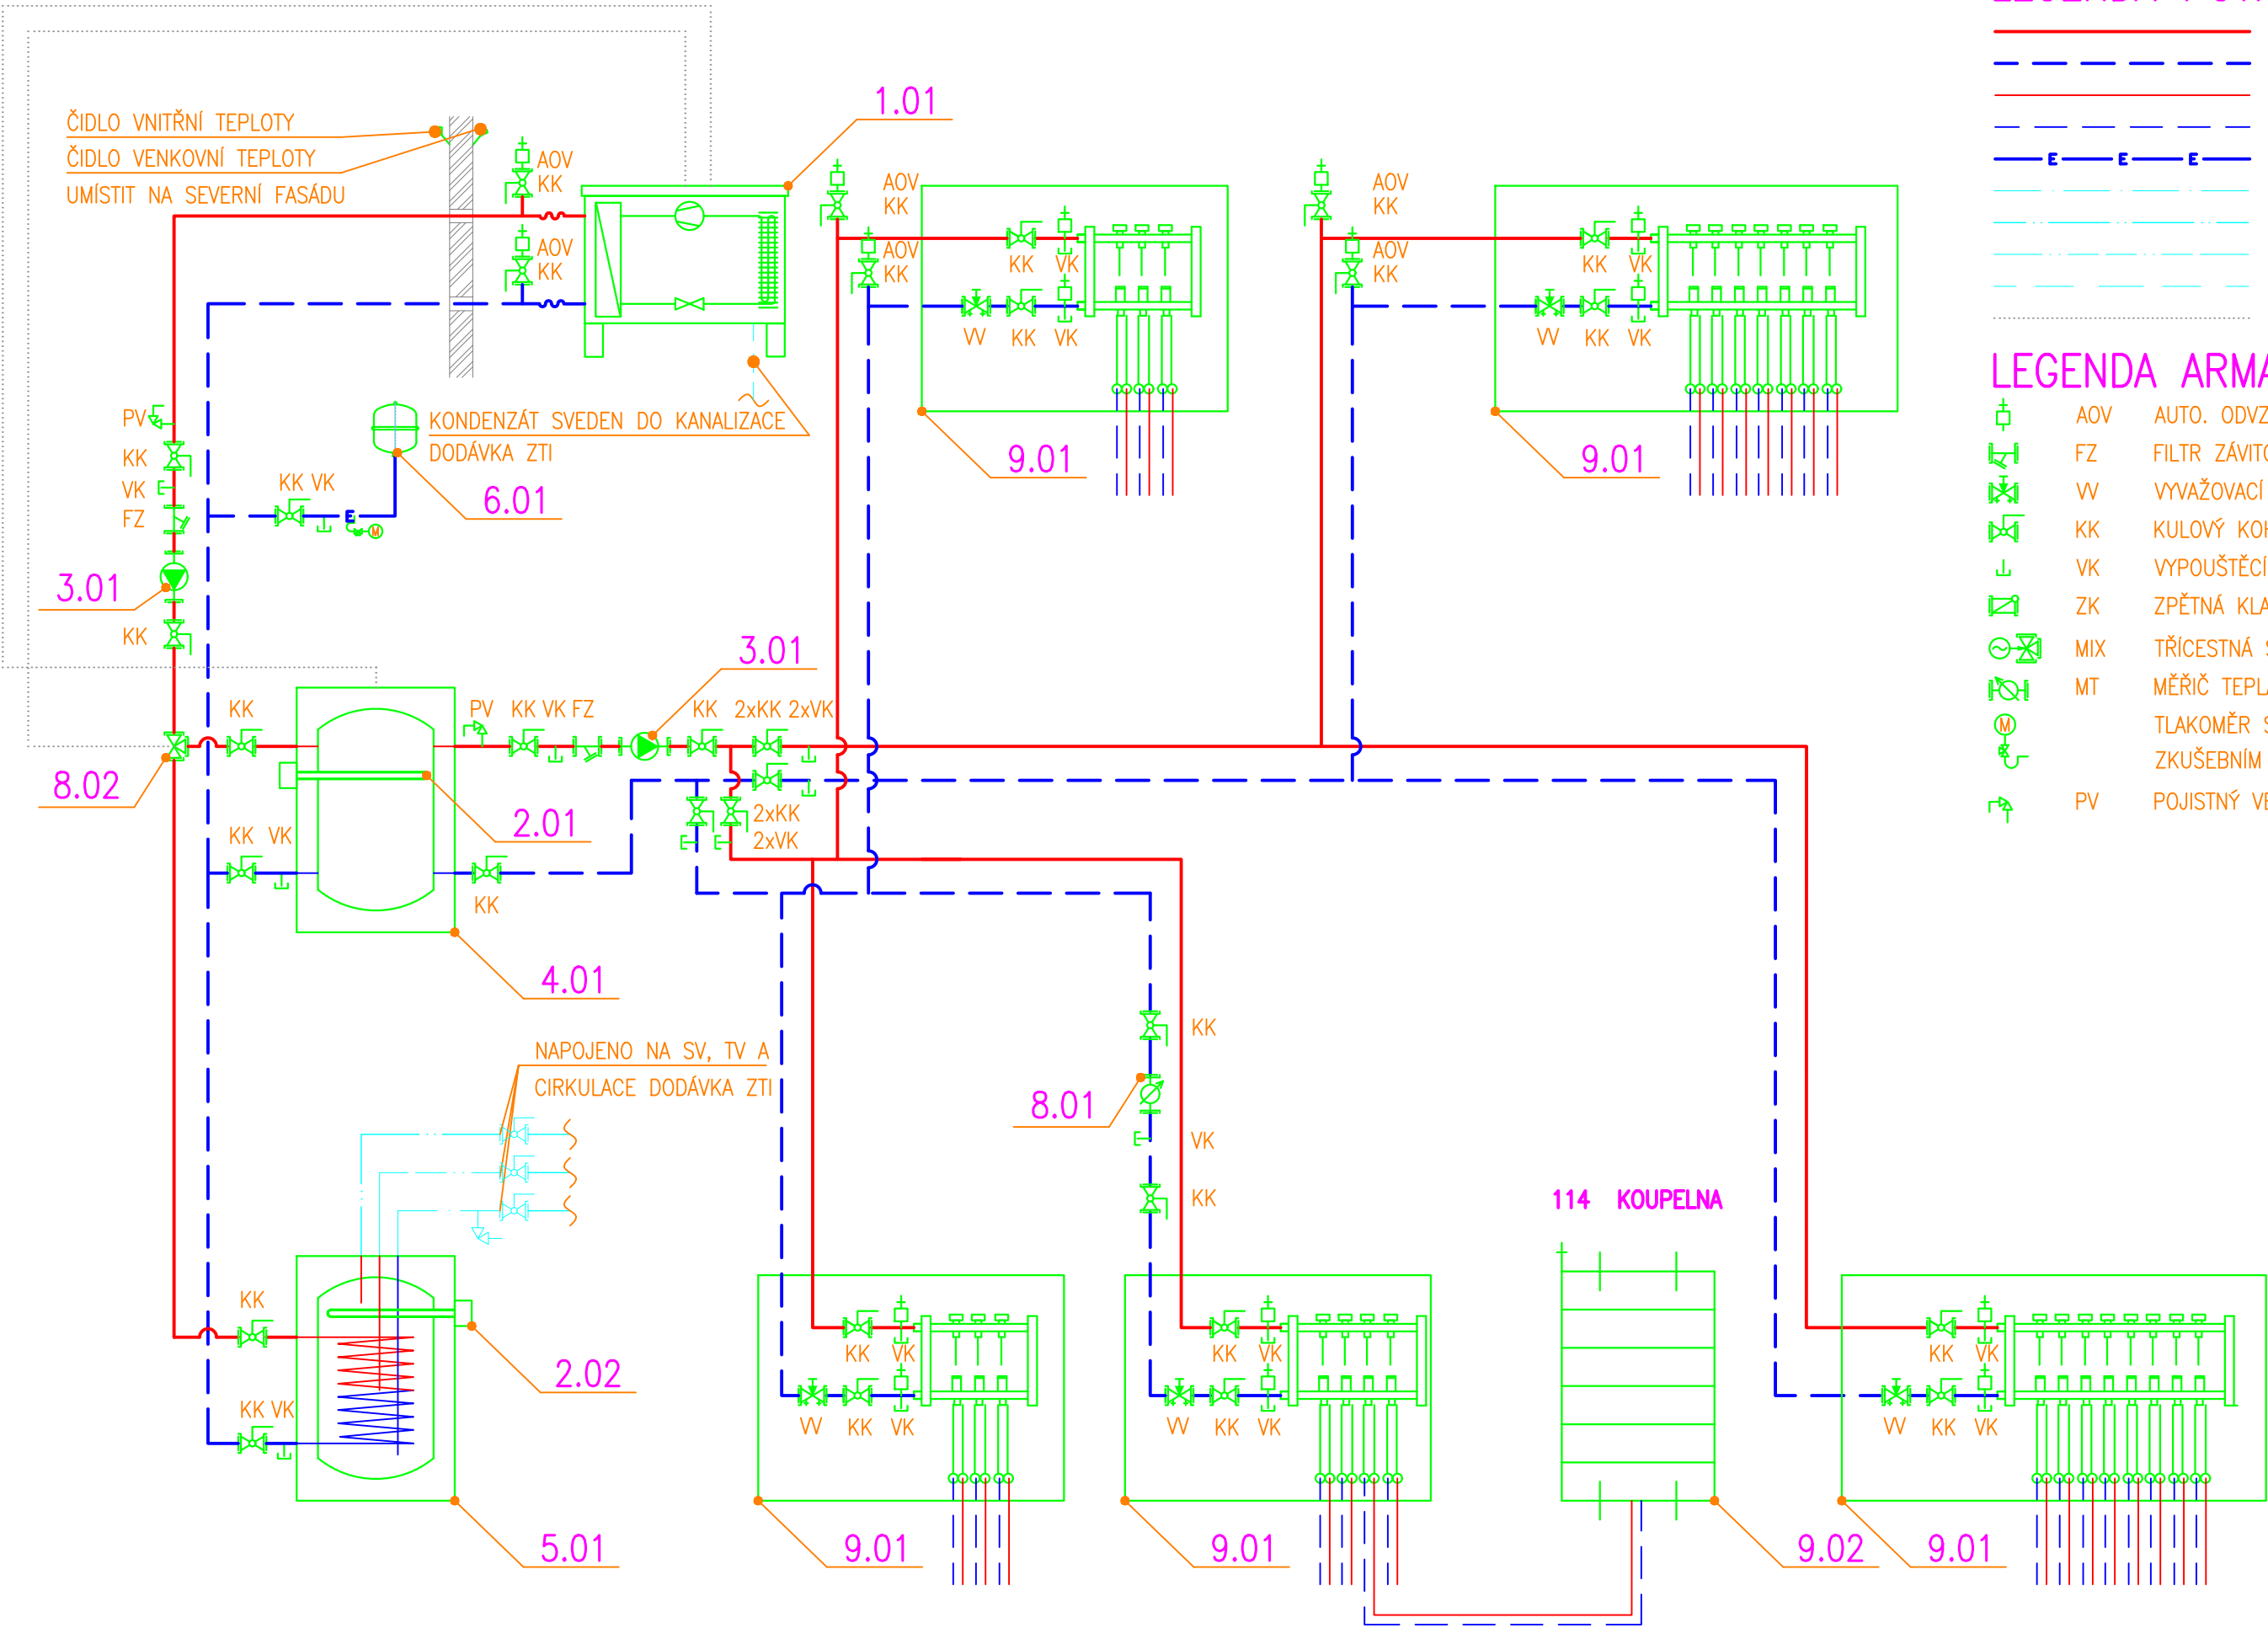 ČIDLO VNITŘNÍ TEPLOTY
ČIDLO VENKOVNÍ TEPLOTY
UMÍSTIT NA SEVERNÍ FASÁDU
AOV
KK
AOV
KK
1.01
AOV
KK
AOV
KK
KK
VK
VV
KK
VK
9.01
AOV
KK
AOV
KK
KK
VK
VV
KK
VK
9.01
E E E
LEGENDA ARMA
AOV AUTO. ODVZ
FZ FILTR ZÁVITO
VV VYVAŽOVACÍ
KK KULOVÝ KOH
VK VYPOUŠTĚCÍ
ZK ZPĚTNÁ KLA
MIX TŘÍCESTNÁ S
MT MĚŘIČ TEPLA
M TLAKOMĚR S
ZKUŠEBNÍM
PV POJISTNÝ VE
KONDENZÁT SVEDEN DO KANALIZACE
DODÁVKA ZTI
PV
KK
VK
FZ
KK VK
E
M
6.01
3.01
KK
8.02
KK
PV KK VK FZ
3.01
KK 2xKK 2xVK
2xKK
2xVK
2.01
KK VK
KK
4.01
NAPOJENO NA SV, TV A
CIRKULACE DODÁVKA ZTI
KK
KK VK
2.02
5.01
KK
8.01
VK
KK
KK VK
VV KK VK
9.01
KK VK
VV KK VK
9.01
114 KOUPELNA
9.02
KK VK
VV KK VK
9.01